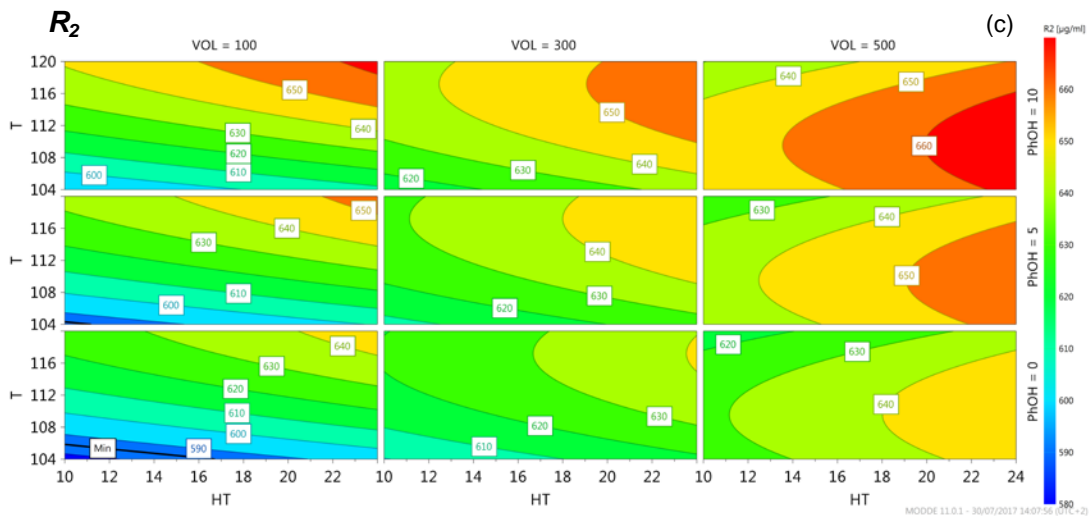 R2 (c)
VOL = 100 VOL = 300 VOL = 500 R2 [µg/ml]
120
T 116
112
108
104
650 640 630 620 610 600
650 640 630 620
640 650 660
PhOH = 10
T 116
112
108
104
650 640 630 610 600
640 630 620
630 640 650
PhOH = 5
T 116
112
108
104
640 630 620 610 600 590 Min
630 620 610
620 630 640
PhOH = 0
10 12 14 16 18 20 22 10 12 14 16 18 20 22 10 12 14 16 18 20 22 24
HT HT HT
660
650
640
630
620
610
600
590
580
MODDE 11.0.1 - 30/07/2017 14:07:56 (UTC+2)